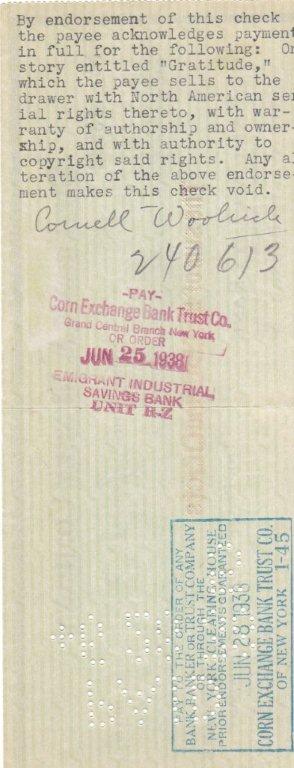 By endorsement of this check
the payee acknowledges payment
in full for the following: On
story entitled "Gratitude,"
which the payee sells to the
drawer with North American ser
ial rights thereto, with war-
ranty of authorship and owner-
ship, and with authority to
copyright said rights. Any al
teration of the above endorse-
ment makes this check void.
Cornell Woolrich
240613
-PAY-
Corn Exchange Bank Trust Co.,
Grand Central Branch New York
OR ORDER
JUN 25 1938
EMIGRANT INDUSTRIAL
SAVINGS BANK
UNIT R-Z
PAY TO THE ORDER OF ANY
BANK, BANKER OR TRUST COMPANY
OR THROUGH THE
NEW YORK CLEARING HOUSE
PRIOR ENDORSEMENTS GUARANTEED
JUN 28 1938
CORN EXCHANGE BANK TRUST CO.
OF NEW YORK 1-45